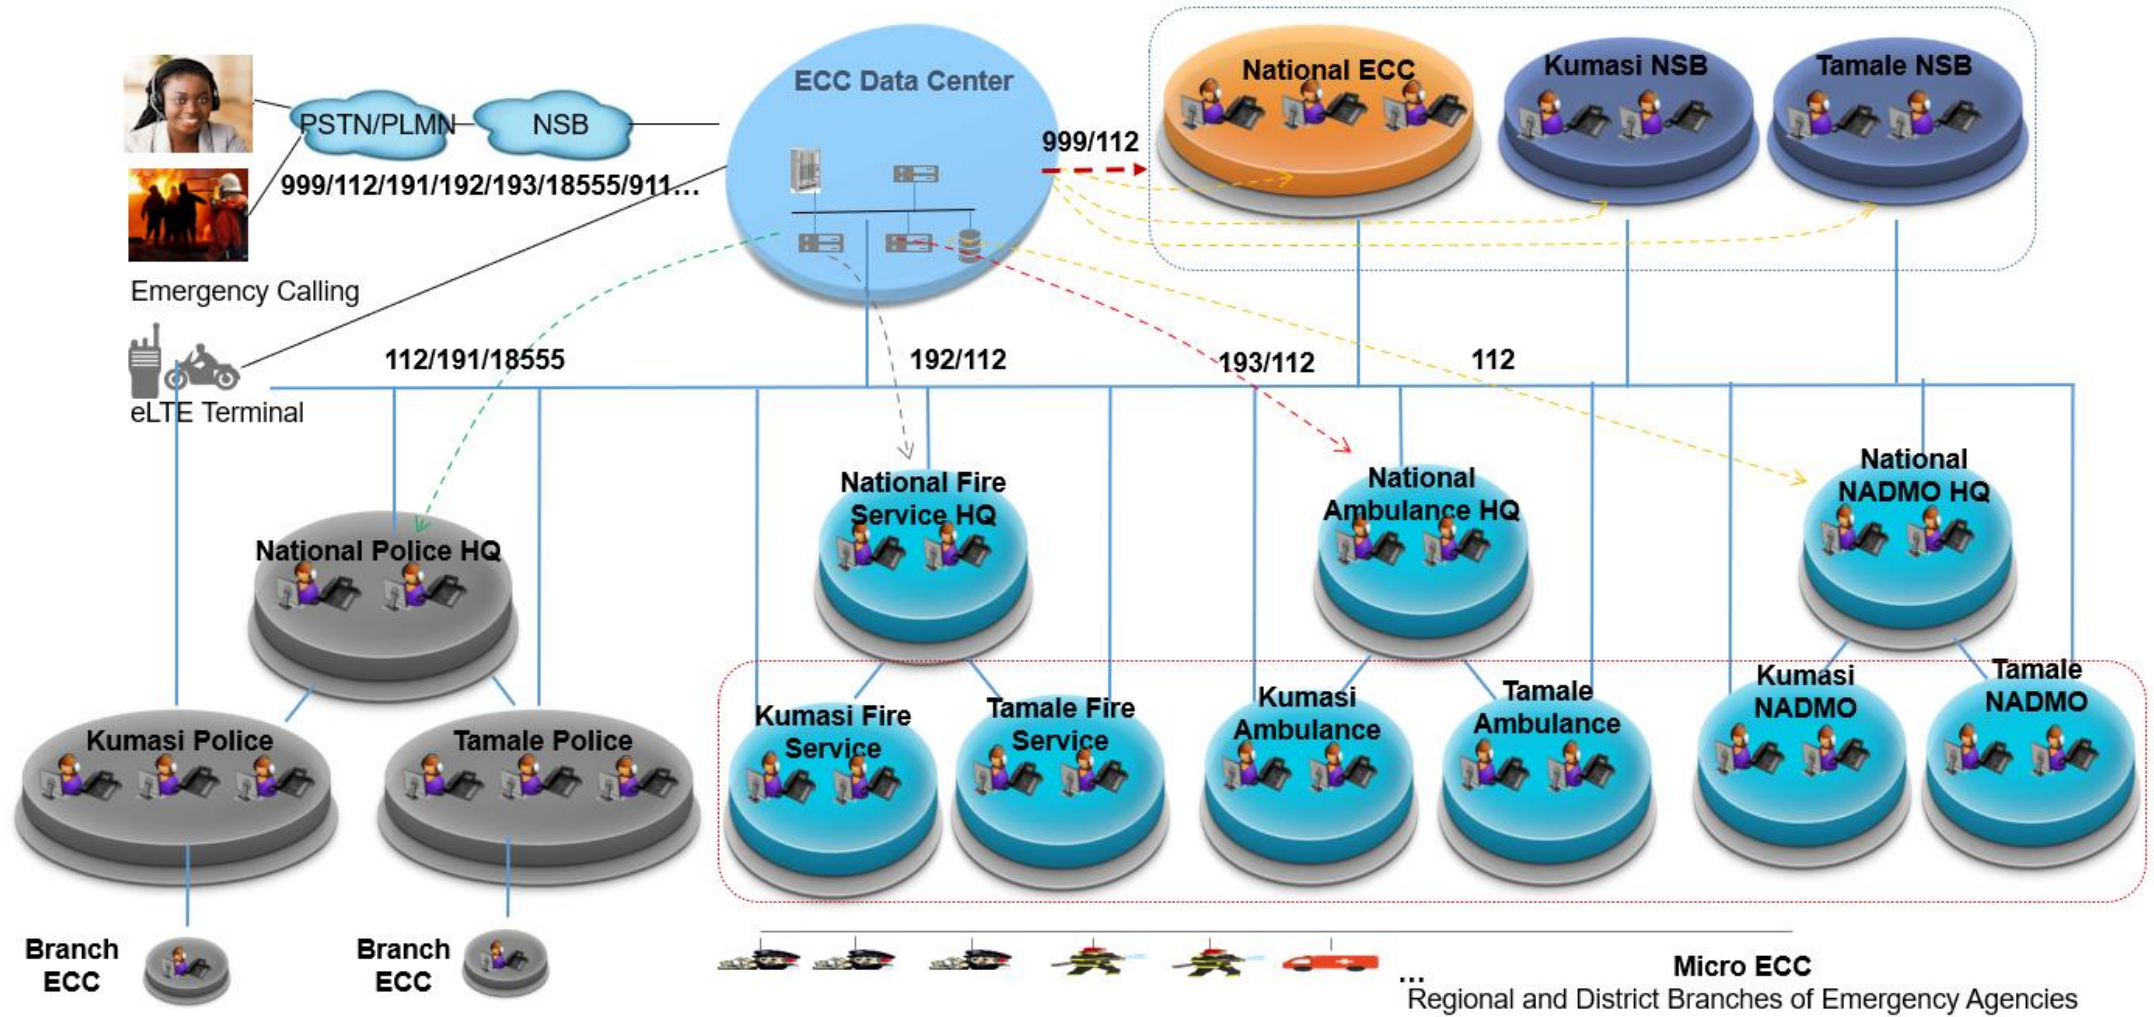 ECC Data Center
National ECC
Kumasi NSB
Tamale NSB
PSTN/PLMN
NSB
999/112
999/112/191/192/193/18555/911...
Emergency Calling
112/191/18555
192/112
193/112
112
eLTE Terminal
National Police HQ
National Fire
Service HQ
National
Ambulance HQ
National
NADMO HQ
Kumasi Police
Tamale Police
Kumasi Fire
Service
Tamale Fire
Service
Kumasi
Ambulance
Tamale
Ambulance
Kumasi
NADMO
Tamale
NADMO
Branch
ECC
Branch
ECC
...
Micro ECC
Regional and District Branches of Emergency Agencies